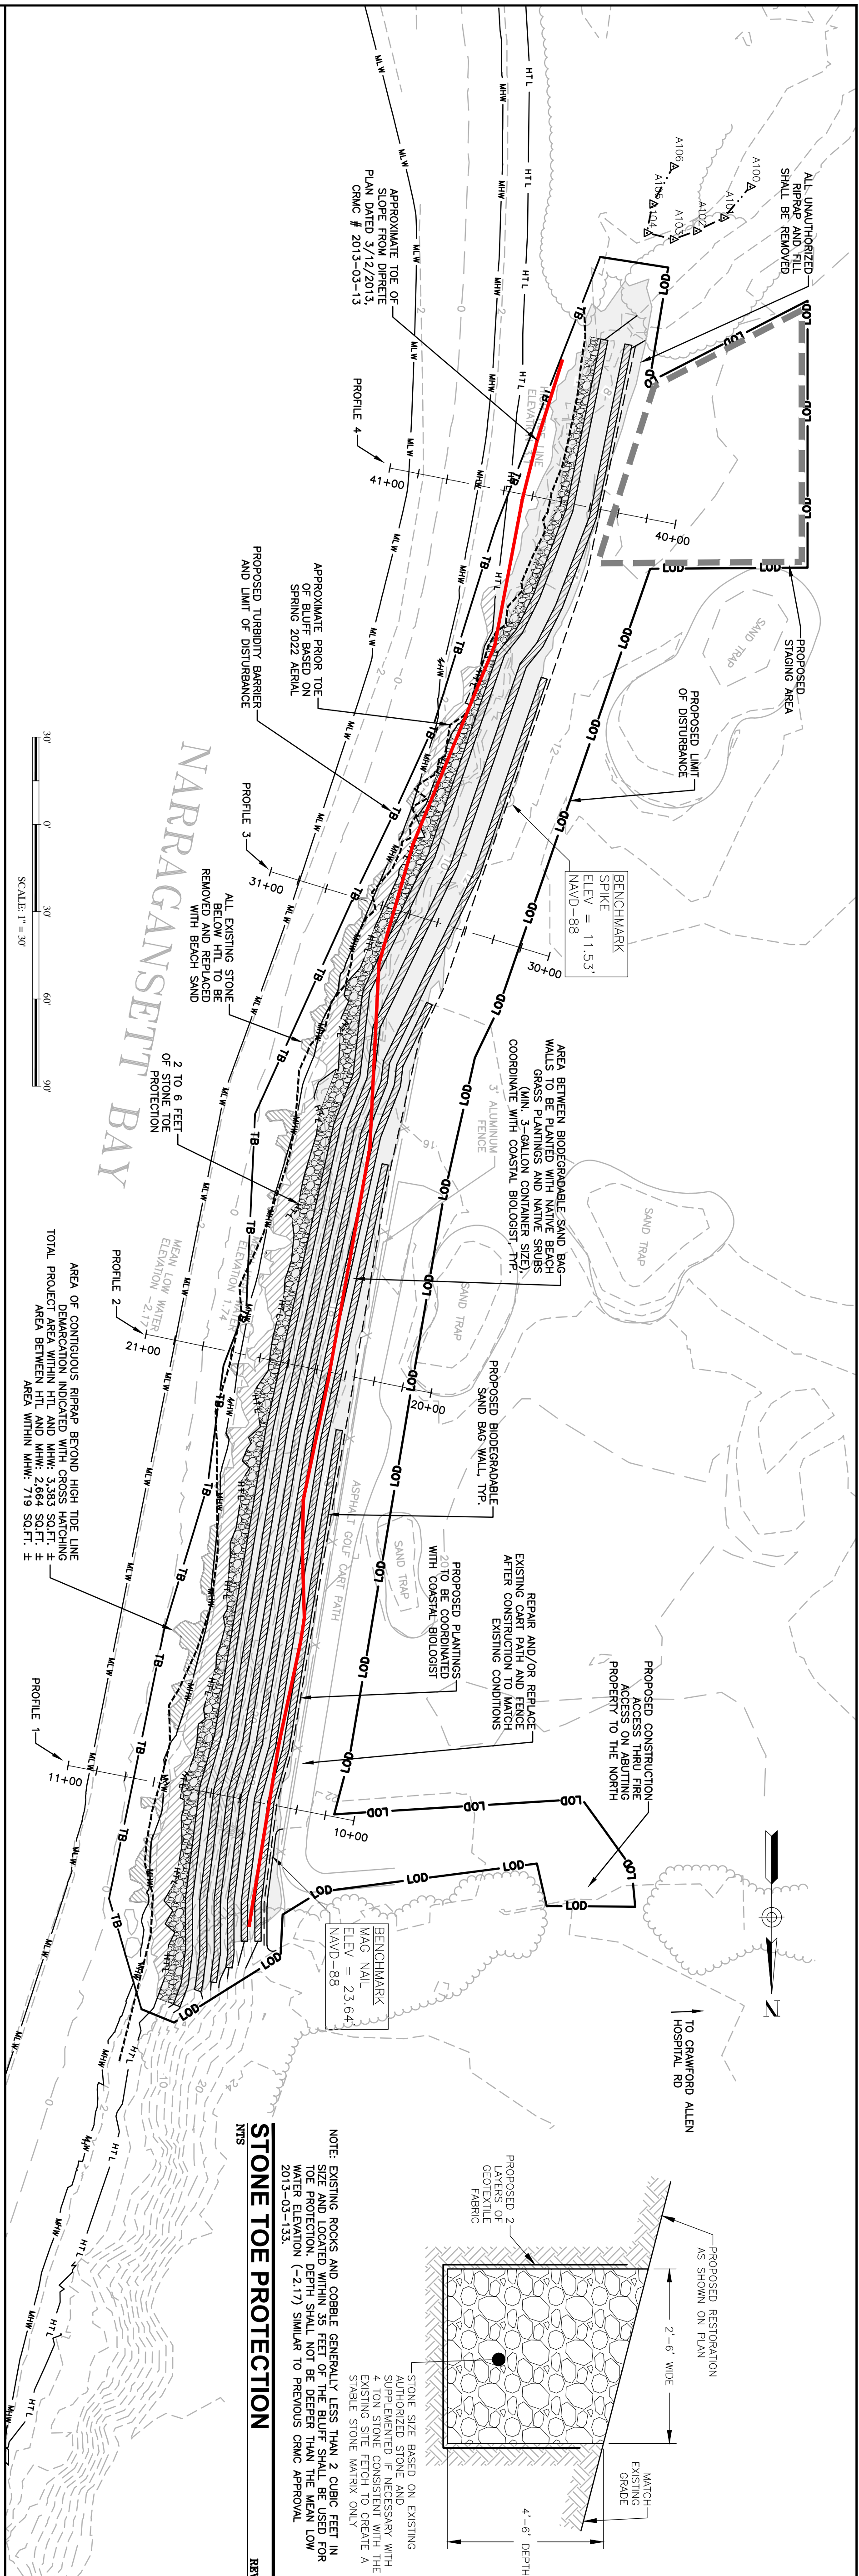 ALL UNAUTHORIZED
RIPRAP AND FILL
SHALL BE REMOVED
A100
A101
A102
A103
A104
A105
A106
APPROXIMATE TOE OF
SLOPE FROM DIPRETE
PLAN DATED 3/12/2013,
CRMC # 2013-03-13
PROFILE 4
41+00
40+00
PROPOSED
STAGING AREA
SAND TRAP
PROPOSED LIMIT
OF DISTURBANCE
APPROXIMATE PRIOR TOE
OF BLUFF BASED ON
SPRING 2022 AERIAL
PROPOSED TURBIDITY BARRIER
AND LIMIT OF DISTURBANCE
PROFILE 3
31+00
30+00
BENCHMARK
SPIKE
ELEV = 11.53'
NAVD-88
ALL EXISTING STONE
BELOW HTL TO BE
REMOVED AND REPLACED
WITH BEACH SAND
NARRAGANSETT BAY
30'
0'
30'
60'
90'
SCALE: 1" = 30'
2 TO 6 FEET
OF STONE TOE
PROTECTION
AREA BETWEEN BIODEGRADABLE SAND BAG
WALLS TO BE PLANTED WITH NATIVE BEACH
GRASS PLANTINGS AND NATIVE SRUBS
(MIN. 3-GALLON CONTAINER SIZE),
COORDINATE WITH COASTAL BIOLOGIST, TYP.
3' ALUMINUM
FENCE
SAND TRAP
SAND TRAP
MEAN LOW WATER
ELEVATION -2.17
ELEVATION 1.74
PROFILE 2
21+00
20+00
PROPOSED BIODEGRADABLE
SAND BAG WALL, TYP.
ASPHALT GOLF CART PATH
SAND TRAP
AREA OF CONTIGUOUS RIPRAP BEYOND HIGH TIDE LINE
DEMARCATION INDICATED WITH CROSS HATCHING
TOTAL PROJECT AREA WITHIN HTL AND MHW: 3,383 SQ.FT. ±
AREA BETWEEN HTL AND MHW: 2,664 SQ.FT. ±
AREA WITHIN MHW: 719 SQ.FT. ±
PROPOSED PLANTINGS
TO BE COORDINATED
WITH COASTAL BIOLOGIST
REPAIR AND/OR REPLACE
EXISTING CART PATH AND FENCE
AFTER CONSTRUCTION TO MATCH
EXISTING CONDITIONS
PROPOSED CONSTRUCTION
ACCESS THRU FIRE
ACCESS ON ABUTTING
PROPERTY TO THE NORTH
PROFILE 1
11+00
10+00
BENCHMARK
MAG NAIL
ELEV = 23.64'
NAVD-88
N
TO CRAWFORD ALLEN
HOSPITAL RD
MLW
MHW
HTL
TB
LOD
PROPOSED RESTORATION
AS SHOWN ON PLAN
2'-6' WIDE
MATCH
EXISTING
GRADE
PROPOSED 2
LAYERS OF
GEOTEXTILE
FABRIC
4'-6' DEPTH
STONE SIZE BASED ON EXISTING
AUTHORIZED STONE AND
SUPPLEMENTED IF NECESSARY WITH
4 TON STONE CONSISTENT WITH THE
EXISTING SITE FETCH TO CREATE A
STABLE STONE MATRIX ONLY
NOTE: EXISTING ROCKS AND COBBLE GENERALLY LESS THAN 2 CUBIC FEET IN
SIZE AND LOCATED WITHIN 35 FEET OF THE BLUFF SHALL BE USED FOR
TOE PROTECTION. DEPTH SHALL NOT BE DEEPER THAN THE MEAN LOW
WATER ELEVATION (-2.17) SIMILAR TO PREVIOUS CRMC APPROVAL
2013-03-133.
STONE TOE PROTECTION
NTS